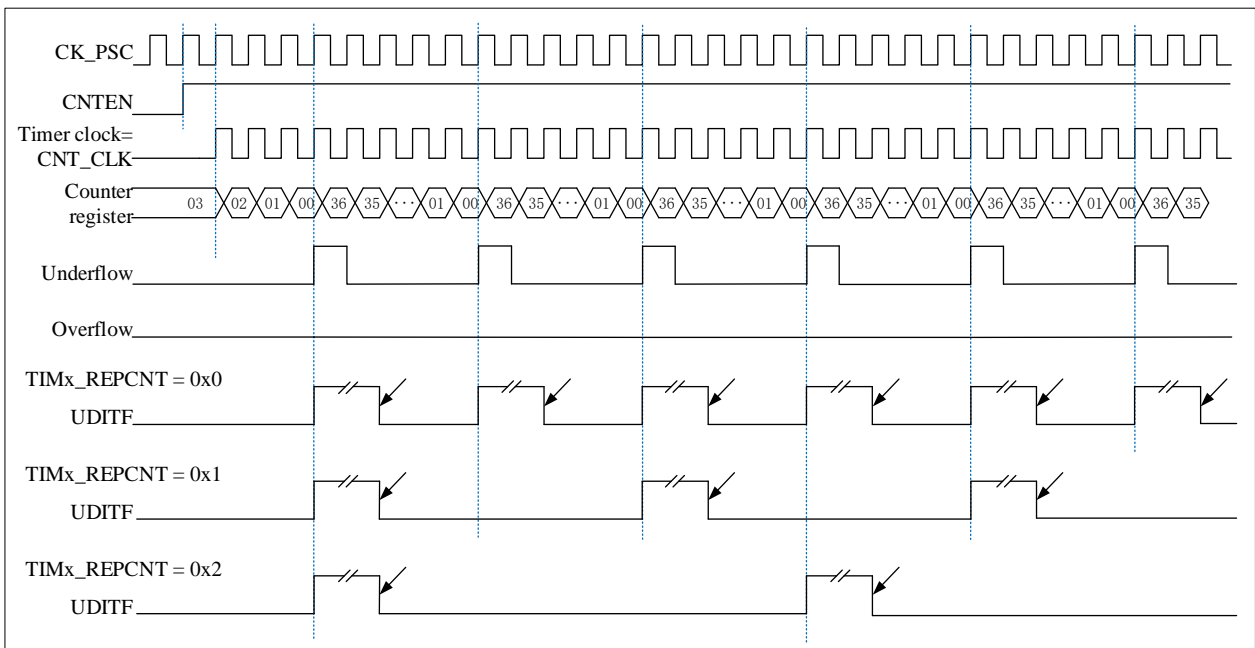 CK_PSC
CNTEN
Timer clock=
CNT_CLK
Counter
register
03 02 01 00 36 35 ··· 01 00 36 35 ··· 01 00 36 35 ··· 01 00 36 35 ··· 01 00 36 35 ··· 01 00 36 35
Underflow
Overflow
TIMx_REPCNT = 0x0
UDITF
TIMx_REPCNT = 0x1
UDITF
TIMx_REPCNT = 0x2
UDITF